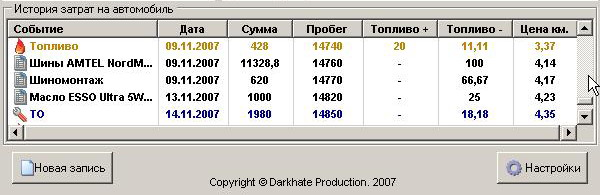 История затрат на автомобиль
Событие Дата Сумма Пробег Топливо + Топливо - Цена км.
Топливо 09.11.2007 428 14740 20 11,11 3,37
Шины AMTEL NordM... 09.11.2007 11328,8 14760 - 100 4,14
Шиномонтаж 09.11.2007 620 14770 - 66,67 4,17
Масло ESSO Ultra 5W... 13.11.2007 1000 14820 - 25 4,23
ТО 14.11.2007 1980 14850 - 18,18 4,35
Новая запись
Настройки
Copyright © Darkhate Production. 2007